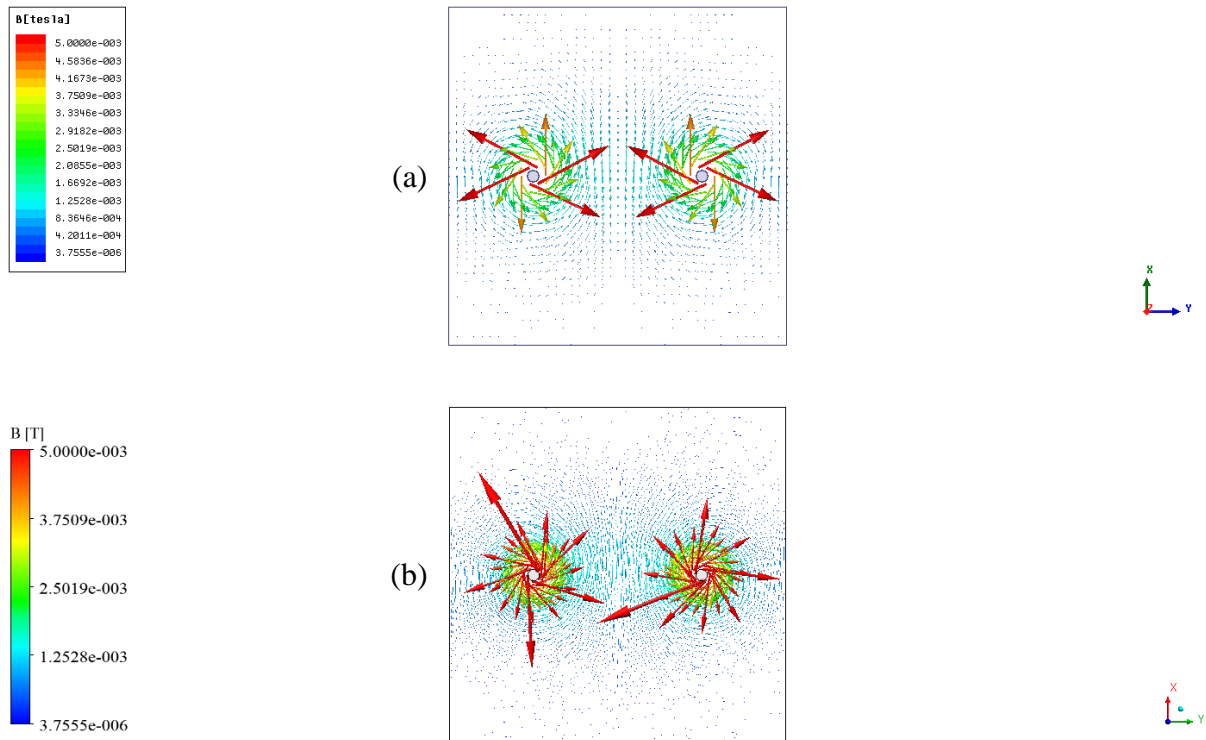 B[tesla]
5.0000e-003
4.5836e-003
4.1673e-003
3.7509e-003
3.3346e-003
2.9182e-003
2.5019e-003
2.0855e-003
1.6692e-003
1.2528e-003
8.3646e-004
4.2011e-004
3.7555e-006
(a)
X
Z
Y
B [T]
5.0000e-003
3.7509e-003
2.5019e-003
1.2528e-003
3.7555e-006
(b)
X
Y